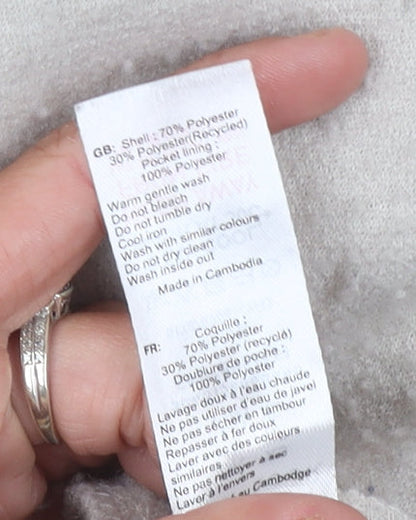 GB: Shell : 70% Polyester
30% Polyester(Recycled)
Pocket lining :
100% Polyester
Warm gentle wash
Do not bleach
Do not tumble dry
Cool iron
Wash with similar colours
Do not dry clean
Wash inside out
Made in Cambodia
FR: Coquille :
70% Polyester
30% Polyester (recyclé)
Doublure de poche :
100% Polyester
Lavage doux à l'eau chaude
Ne pas utiliser d'eau de javel
Ne pas sécher en tambour
Repasser à fer doux
Laver avec des couleurs
similaires
Ne pas nettoyer à sec
Laver à l'envers
au Cambodge